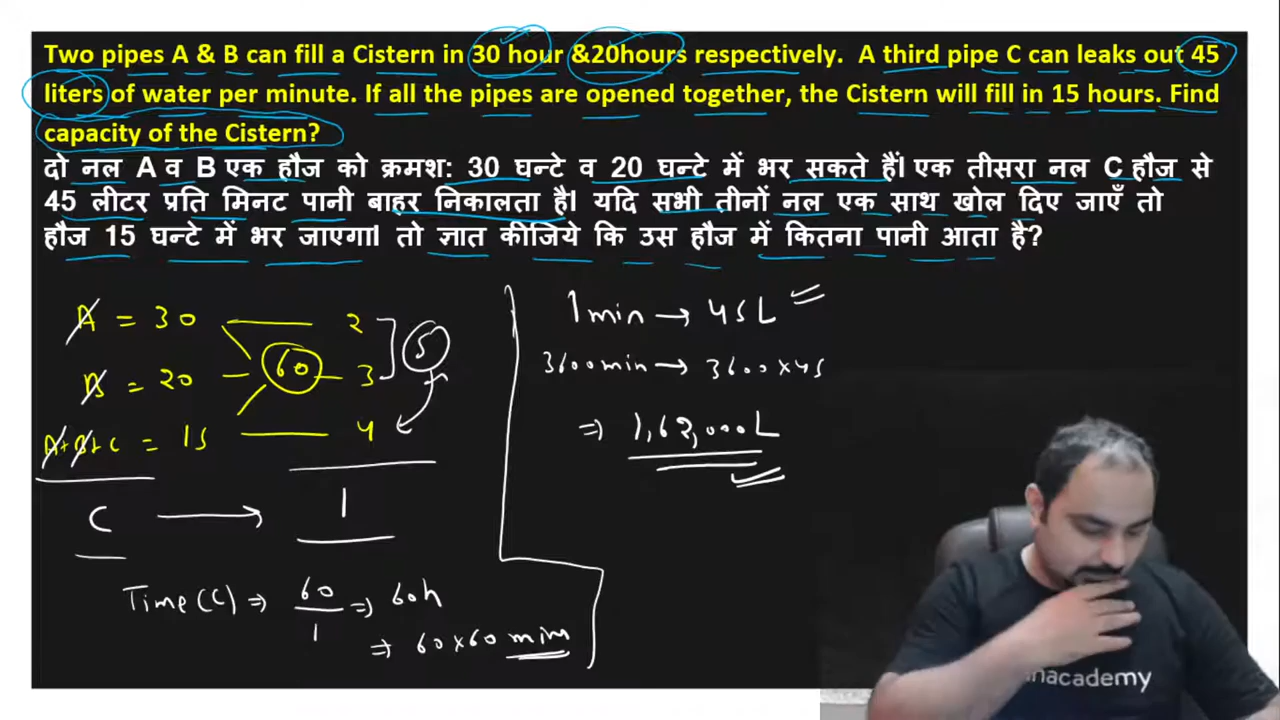 Two pipes A & B can fill a Cistern in 30 hour &20hours respectively. A third pipe C can leaks out 45
liters of water per minute. If all the pipes are opened together, the Cistern will fill in 15 hours. Find
capacity of the Cistern?
दो नल A व B एक हौज को क्रमश: 30 घन्टे व 20 घन्टे में भर सकते हैं। एक तीसरा नल C हौज से
45 लीटर प्रति मिनट पानी बाहर निकालता है। यदि सभी तीनों नल एक साथ खोल दिए जाएँ तो
हौज 15 घन्टे में भर जाएगा। तो ज्ञात कीजिये कि उस हौज में कितना पानी आता है?
A = 30 2
B = 20 60 3 5
A+B+C = 15 4
C → 1
Time(C) ⇒ 60/1 ⇒ 60h
⇒ 60×60 min
1min → 45L
3600min → 3600×45
⇒ 1,62,000L
nacademy